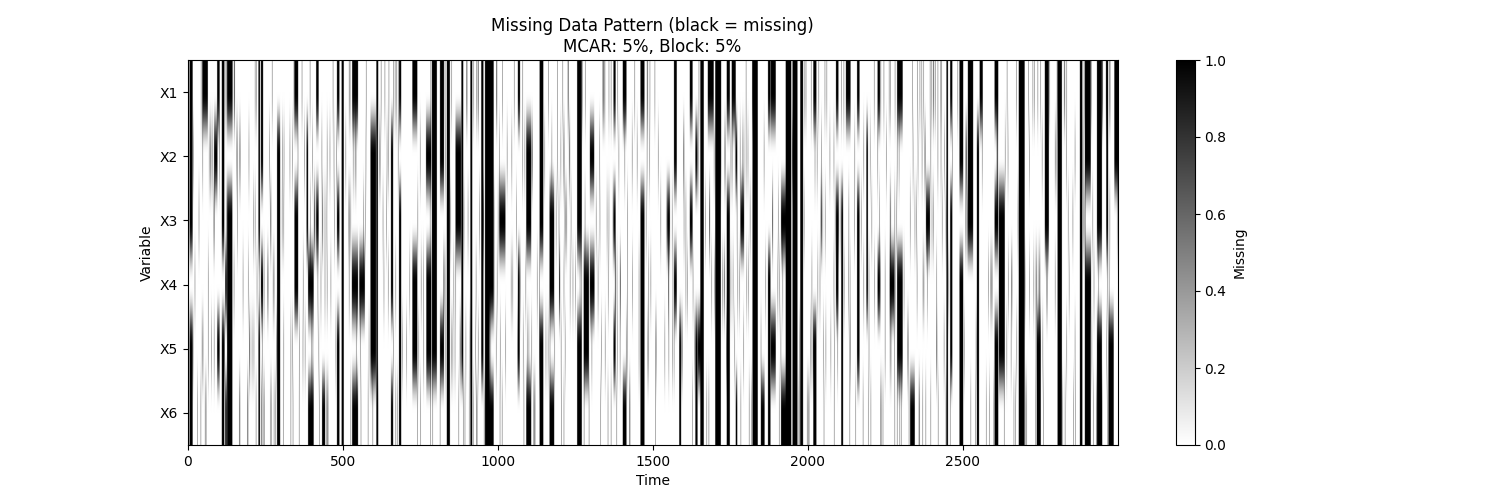 Missing Data Pattern (black = missing)
MCAR: 5%, Block: 5%
X1
X2
X3
X4
X5
X6
Variable
0
500
1000
1500
2000
2500
Time
1.0
0.8
0.6
0.4
0.2
0.0
Missing